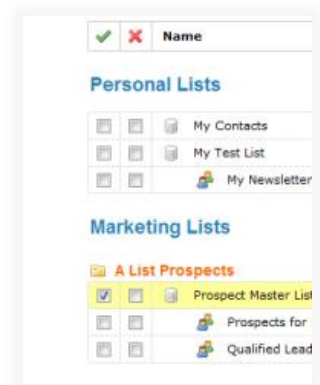 Name
Personal Lists
My Contacts
My Test List
My Newsletter
Marketing Lists
A List Prospects
Prospect Master List
Prospects for
Qualified Lead